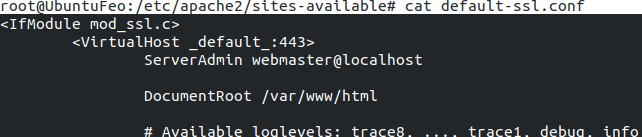 root@UbuntuFeo:/etc/apache2/sites-available# cat default-ssl.conf
<IfModule mod_ssl.c>
        <VirtualHost _default_:443>
                ServerAdmin webmaster@localhost

                DocumentRoot /var/www/html

                # Available loglevels: trace8, ..., trace1, debug, info